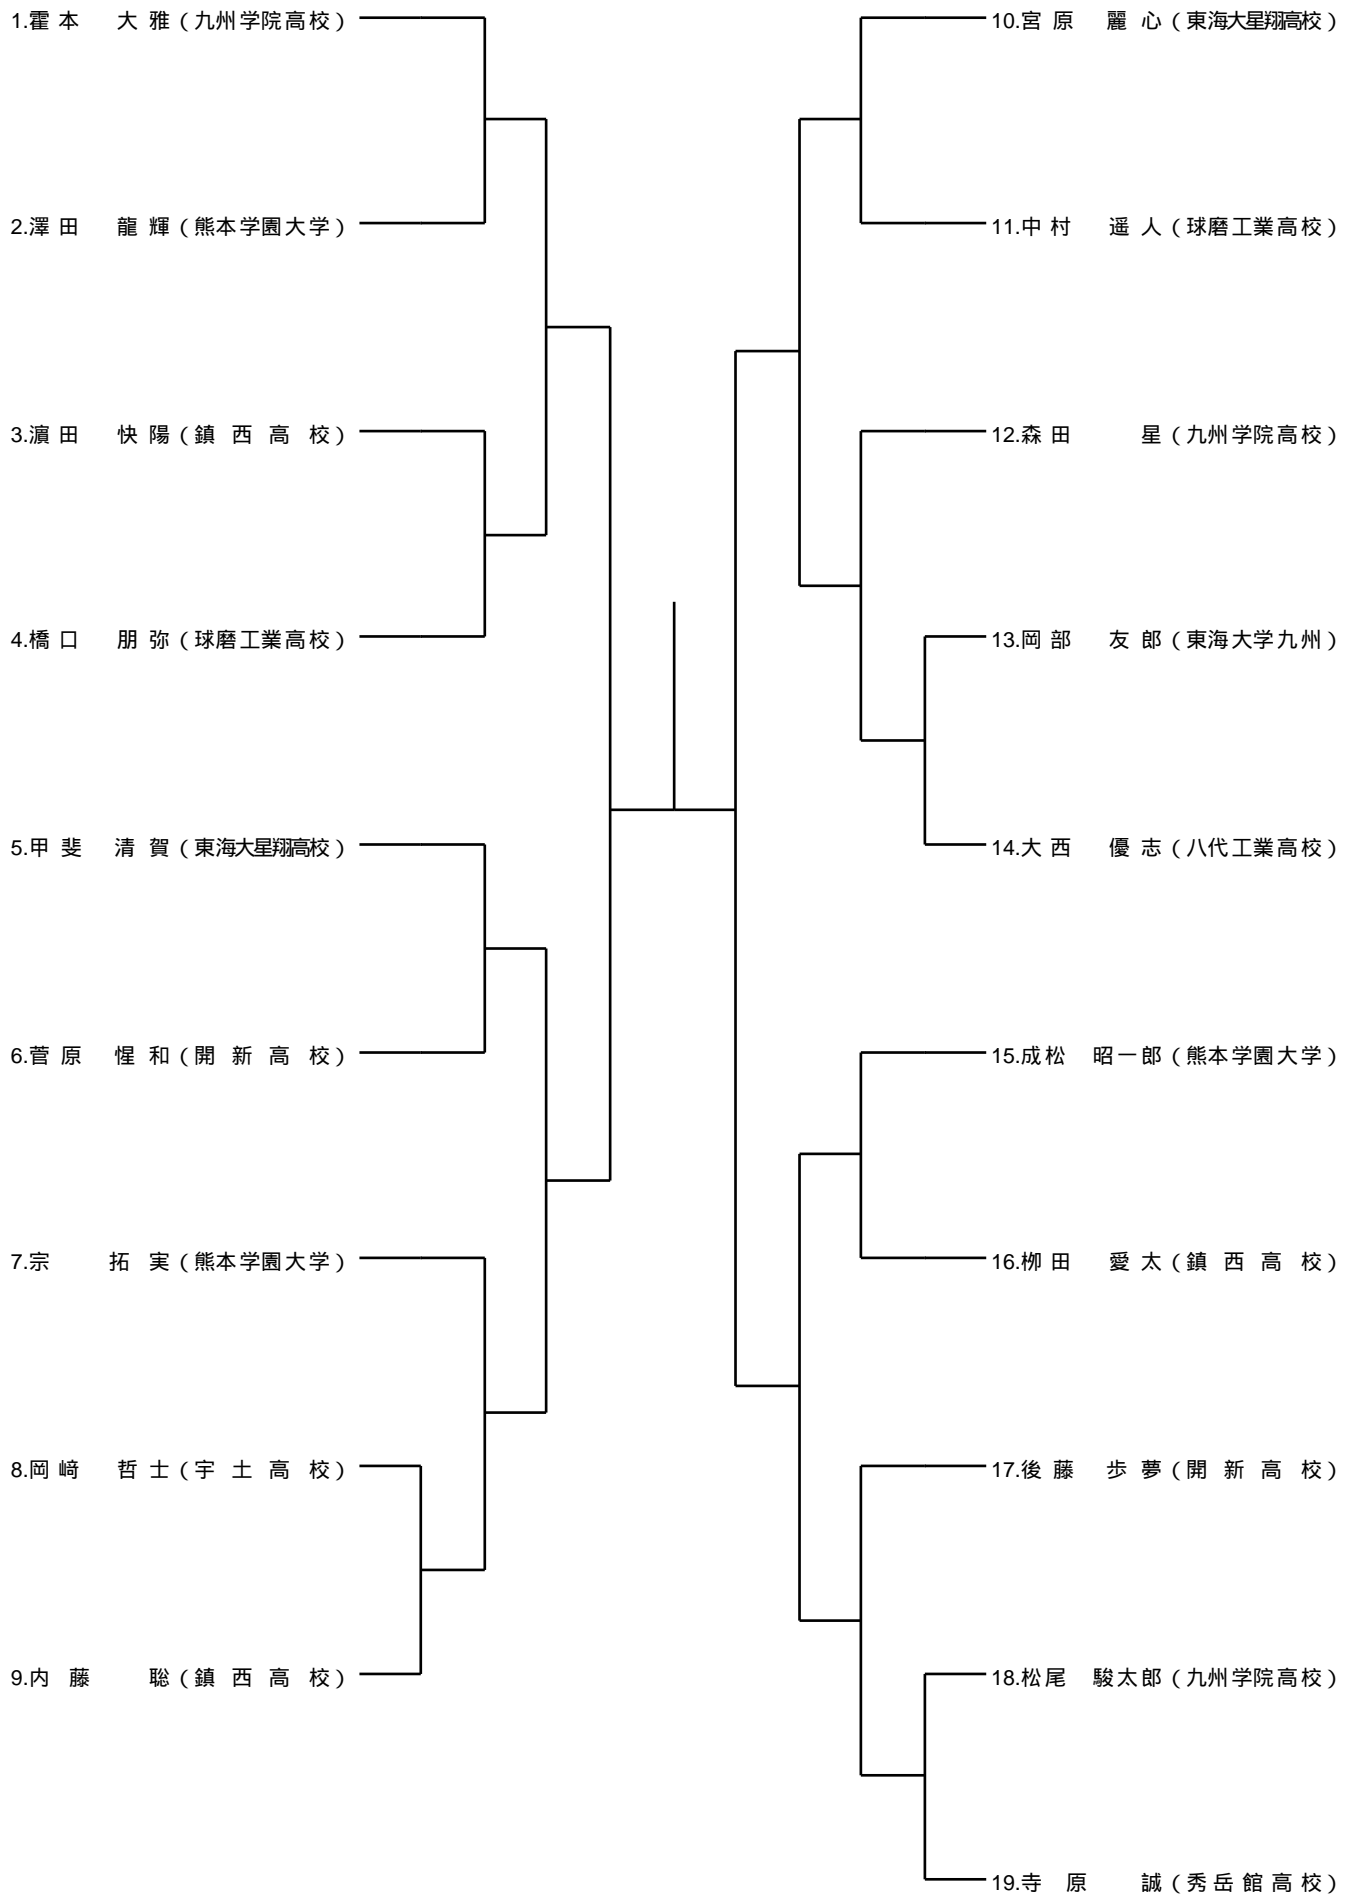 1.霍本 大雅(九州学院高校)
2.澤田 龍輝(熊本学園大学)
3.濵田 快陽(鎮西高校)
4.橋口 朋弥(球磨工業高校)
5.甲斐 清賀(東海大星翔高校)
6.菅原 惺和(開新高校)
7.宗 拓実(熊本学園大学)
8.岡﨑 哲士(宇土高校)
9.内藤 聡(鎮西高校)
10.宮原 麗心(東海大星翔高校)
11.中村 遥人(球磨工業高校)
12.森田 星(九州学院高校)
13.岡部 友郎(東海大学九州)
14.大西 優志(八代工業高校)
15.成松 昭一郎(熊本学園大学)
16.栁田 愛太(鎮西高校)
17.後藤 歩夢(開新高校)
18.松尾 駿太郎(九州学院高校)
19.寺原 誠(秀岳館高校)